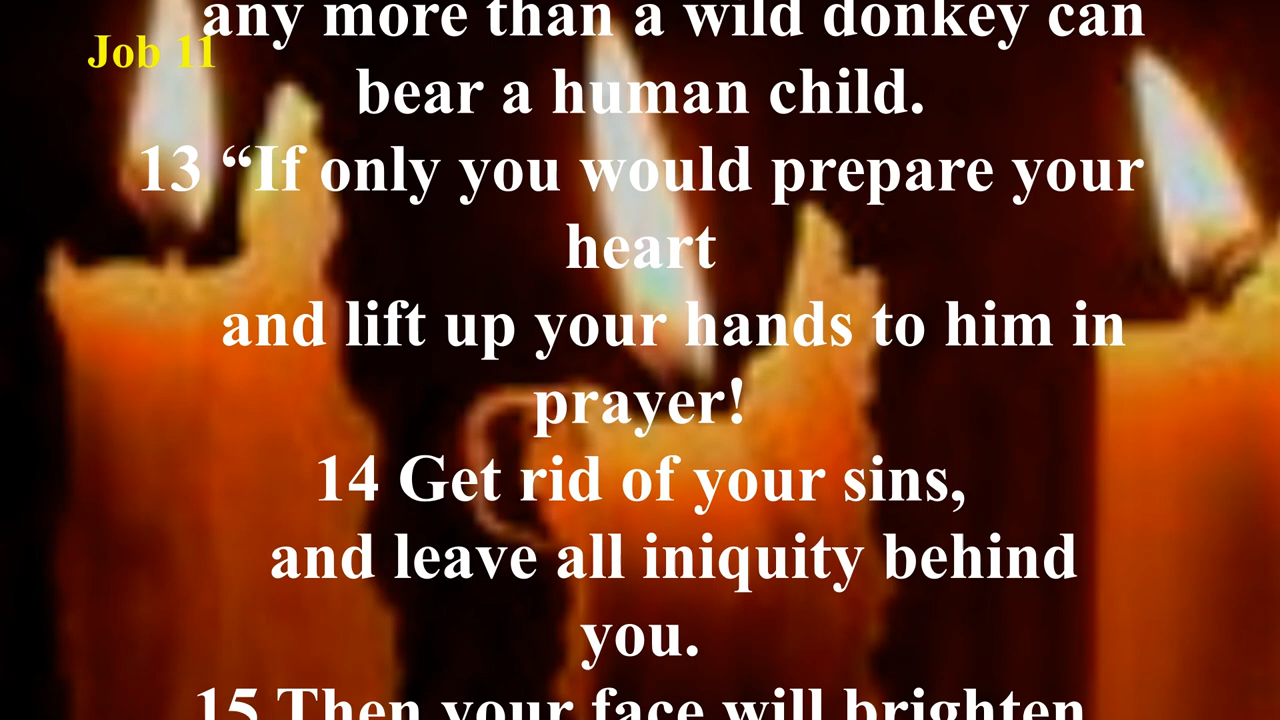 any more than a wild donkey can
Job 11
bear a human child.
13 “If only you would prepare your
heart
and lift up your hands to him in
prayer!
14 Get rid of your sins,
and leave all iniquity behind
you.
15 Then your face will brighten